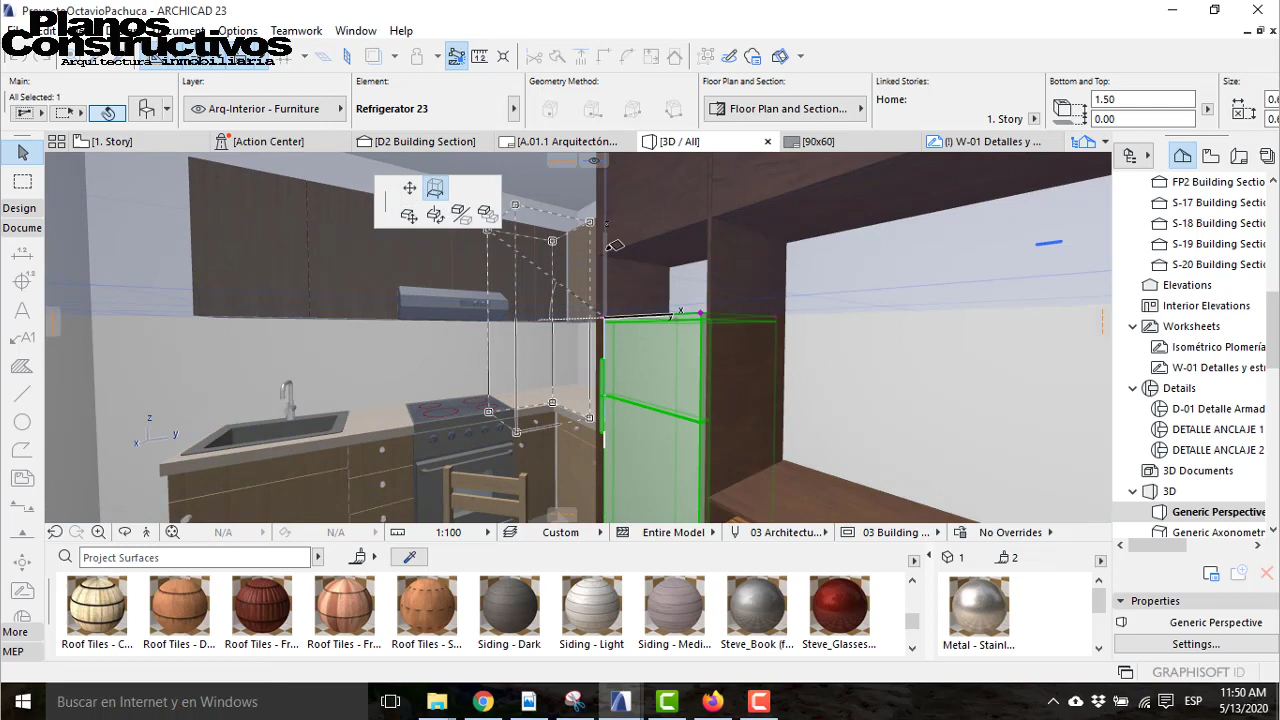 ProyectoOctavioPachuca - ARCHICAD 23
Planos
Constructivos
Arquitectura inmobiliaria
Options Teamwork Window Help
Main:
All Selected: 1
Layer:
Arq-Interior - Furniture
Element:
Refrigerator 23
Geometry Method:
Floor Plan and Section:
Floor Plan and Section...
Linked Stories:
Home:
1. Story
Bottom and Top:
1.50
0.00
Size:
[1. Story]
[Action Center]
[D2 Building Section]
[A.01.1 Arquitectón...
[3D / All]
[90x60]
(!) W-01 Detalles y ...
Design
Docume
More
MEP
FP2 Building Sectio
S-17 Building Sectio
S-18 Building Sectio
S-19 Building Sectio
S-20 Building Sectio
Elevations
Interior Elevations
Worksheets
Isométrico Plomería
W-01 Detalles y estr
Details
D-01 Detalle Armad
DETALLE ANCLAJE 1
DETALLE ANCLAJE 2
3D Documents
3D
Generic Perspective
Generic Axonometr
z
x
y
z
x
y
N/A
N/A
1:100
Custom
Entire Model
03 Architectu...
03 Building ...
No Overrides
Project Surfaces
1
2
Roof Tiles - C...
Roof Tiles - D...
Roof Tiles - Fr...
Roof Tiles - Fr...
Roof Tiles - S...
Siding - Dark
Siding - Light
Siding - Medi...
Steve_Book (f...
Steve_Glasses...
Metal - Stainl...
Properties
Generic Perspective
Settings...
GRAPHISOFT ID
Buscar en Internet y en Windows
ESP
11:50 AM
5/13/2020